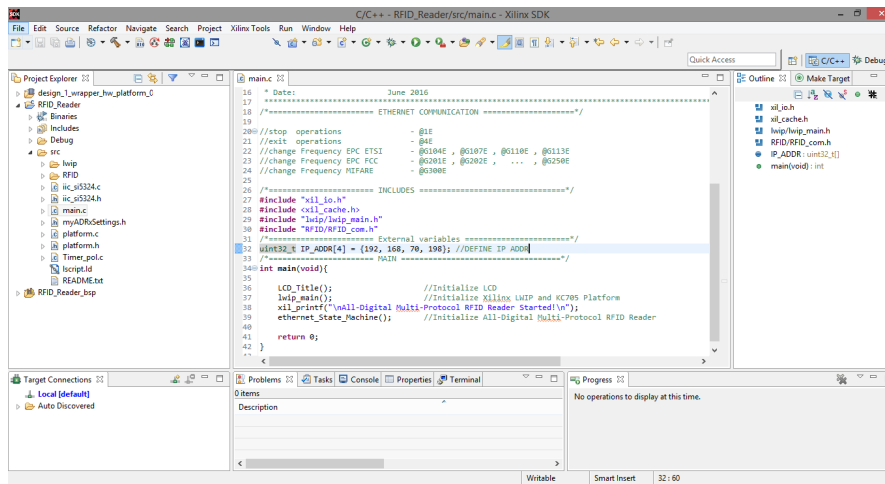 C/C++ - RFID_Reader/src/main.c - Xilinx SDK
File Edit Source Refactor Navigate Search Project Xilinx Tools Run Window Help
Quick Access
C/C++
Debug
Project Explorer
design_1_wrapper_hw_platform_0
RFID_Reader
Binaries
Includes
Debug
src
lwip
RFID
iic_si5324.c
iic_si5324.h
main.c
myADRxSettings.h
platform.c
platform.h
Timer_pol.c
lscript.ld
README.txt
RFID_Reader_bsp
main.c
16 * Date: June 2016
17 ******************************************************************************
18 /*======================= ETHERNET COMMUNICATION ====================*/
19
20 //stop operations - @1E
21 //exit operations - @4E
22 //change Frequency EPC ETSI - @G104E , @G107E , @G110E , @G113E
23 //change Frequency EPC FCC - @G201E , @G202E , ... , @G250E
24 //change Frequency MIFARE - @G300E
25
26 /*======================= INCLUDES ================================*/
27 #include "xil_io.h"
28 #include <xil_cache.h>
29 #include "lwip/lwip_main.h"
30 #include "RFID/RFID_com.h"
31 /*======================= External variables =======================*/
32 uint32_t IP_ADDR[4] = {192, 168, 70, 198}; //DEFINE IP ADDR
33 /*======================= MAIN ===================================*/
34 int main(void){
35
36 LCD_Title(); //Initialize LCD
37 lwip_main(); //Initialize Xilinx LWIP and KC705 Platform
38 xil_printf("\nAll-Digital Multi-Protocol RFID Reader Started!\n");
39 ethernet_State_Machine(); //Initialize All-Digital Multi-Protocol RFID Reader
40
41 return 0;
42 }
Outline
Make Target
xil_io.h
xil_cache.h
lwip/lwip_main.h
RFID/RFID_com.h
IP_ADDR : uint32_t[]
main(void) : int
Target Connections
Local [default]
Auto Discovered
Problems Tasks Console Properties Terminal
0 items
Description
Progress
No operations to display at this time.
Writable Smart Insert 32 : 60